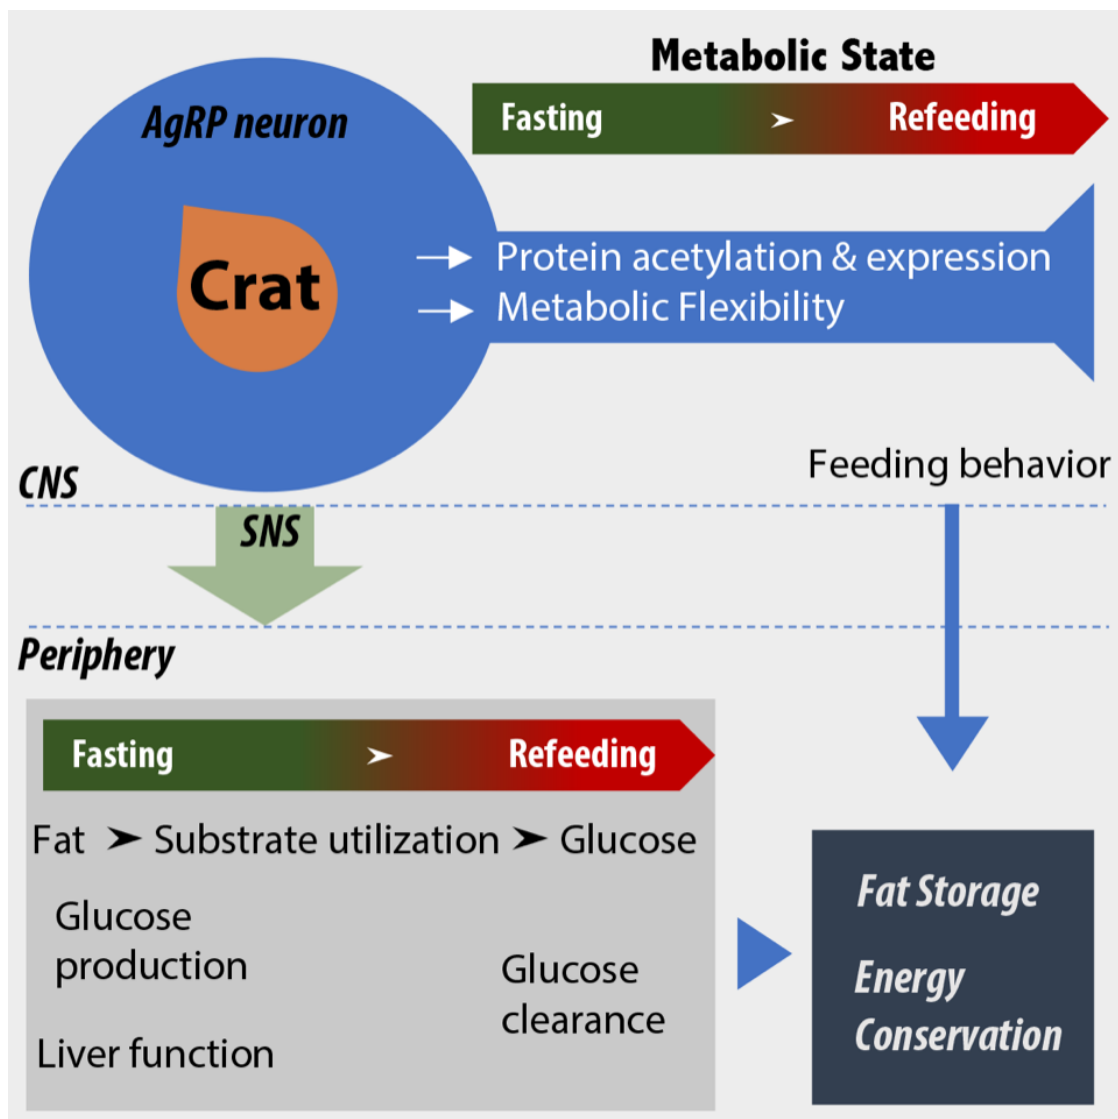 Metabolic State
AgRP neuron
Fasting ➤ Refeeding
Crat
Protein acetylation & expression
Metabolic Flexibility
Feeding behavior
CNS
SNS
Periphery
Fasting ➤ Refeeding
Fat ➤ Substrate utilization ➤ Glucose
Glucose
production
Glucose
clearance
Liver function
Fat Storage
Energy
Conservation